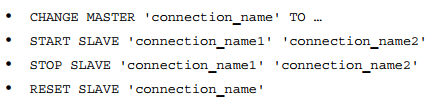 • CHANGE MASTER 'connection_name' TO …
• START SLAVE 'connection_name1' 'connection_name2'
• STOP SLAVE 'connection_name1' 'connection_name2'
• RESET SLAVE 'connection_name'